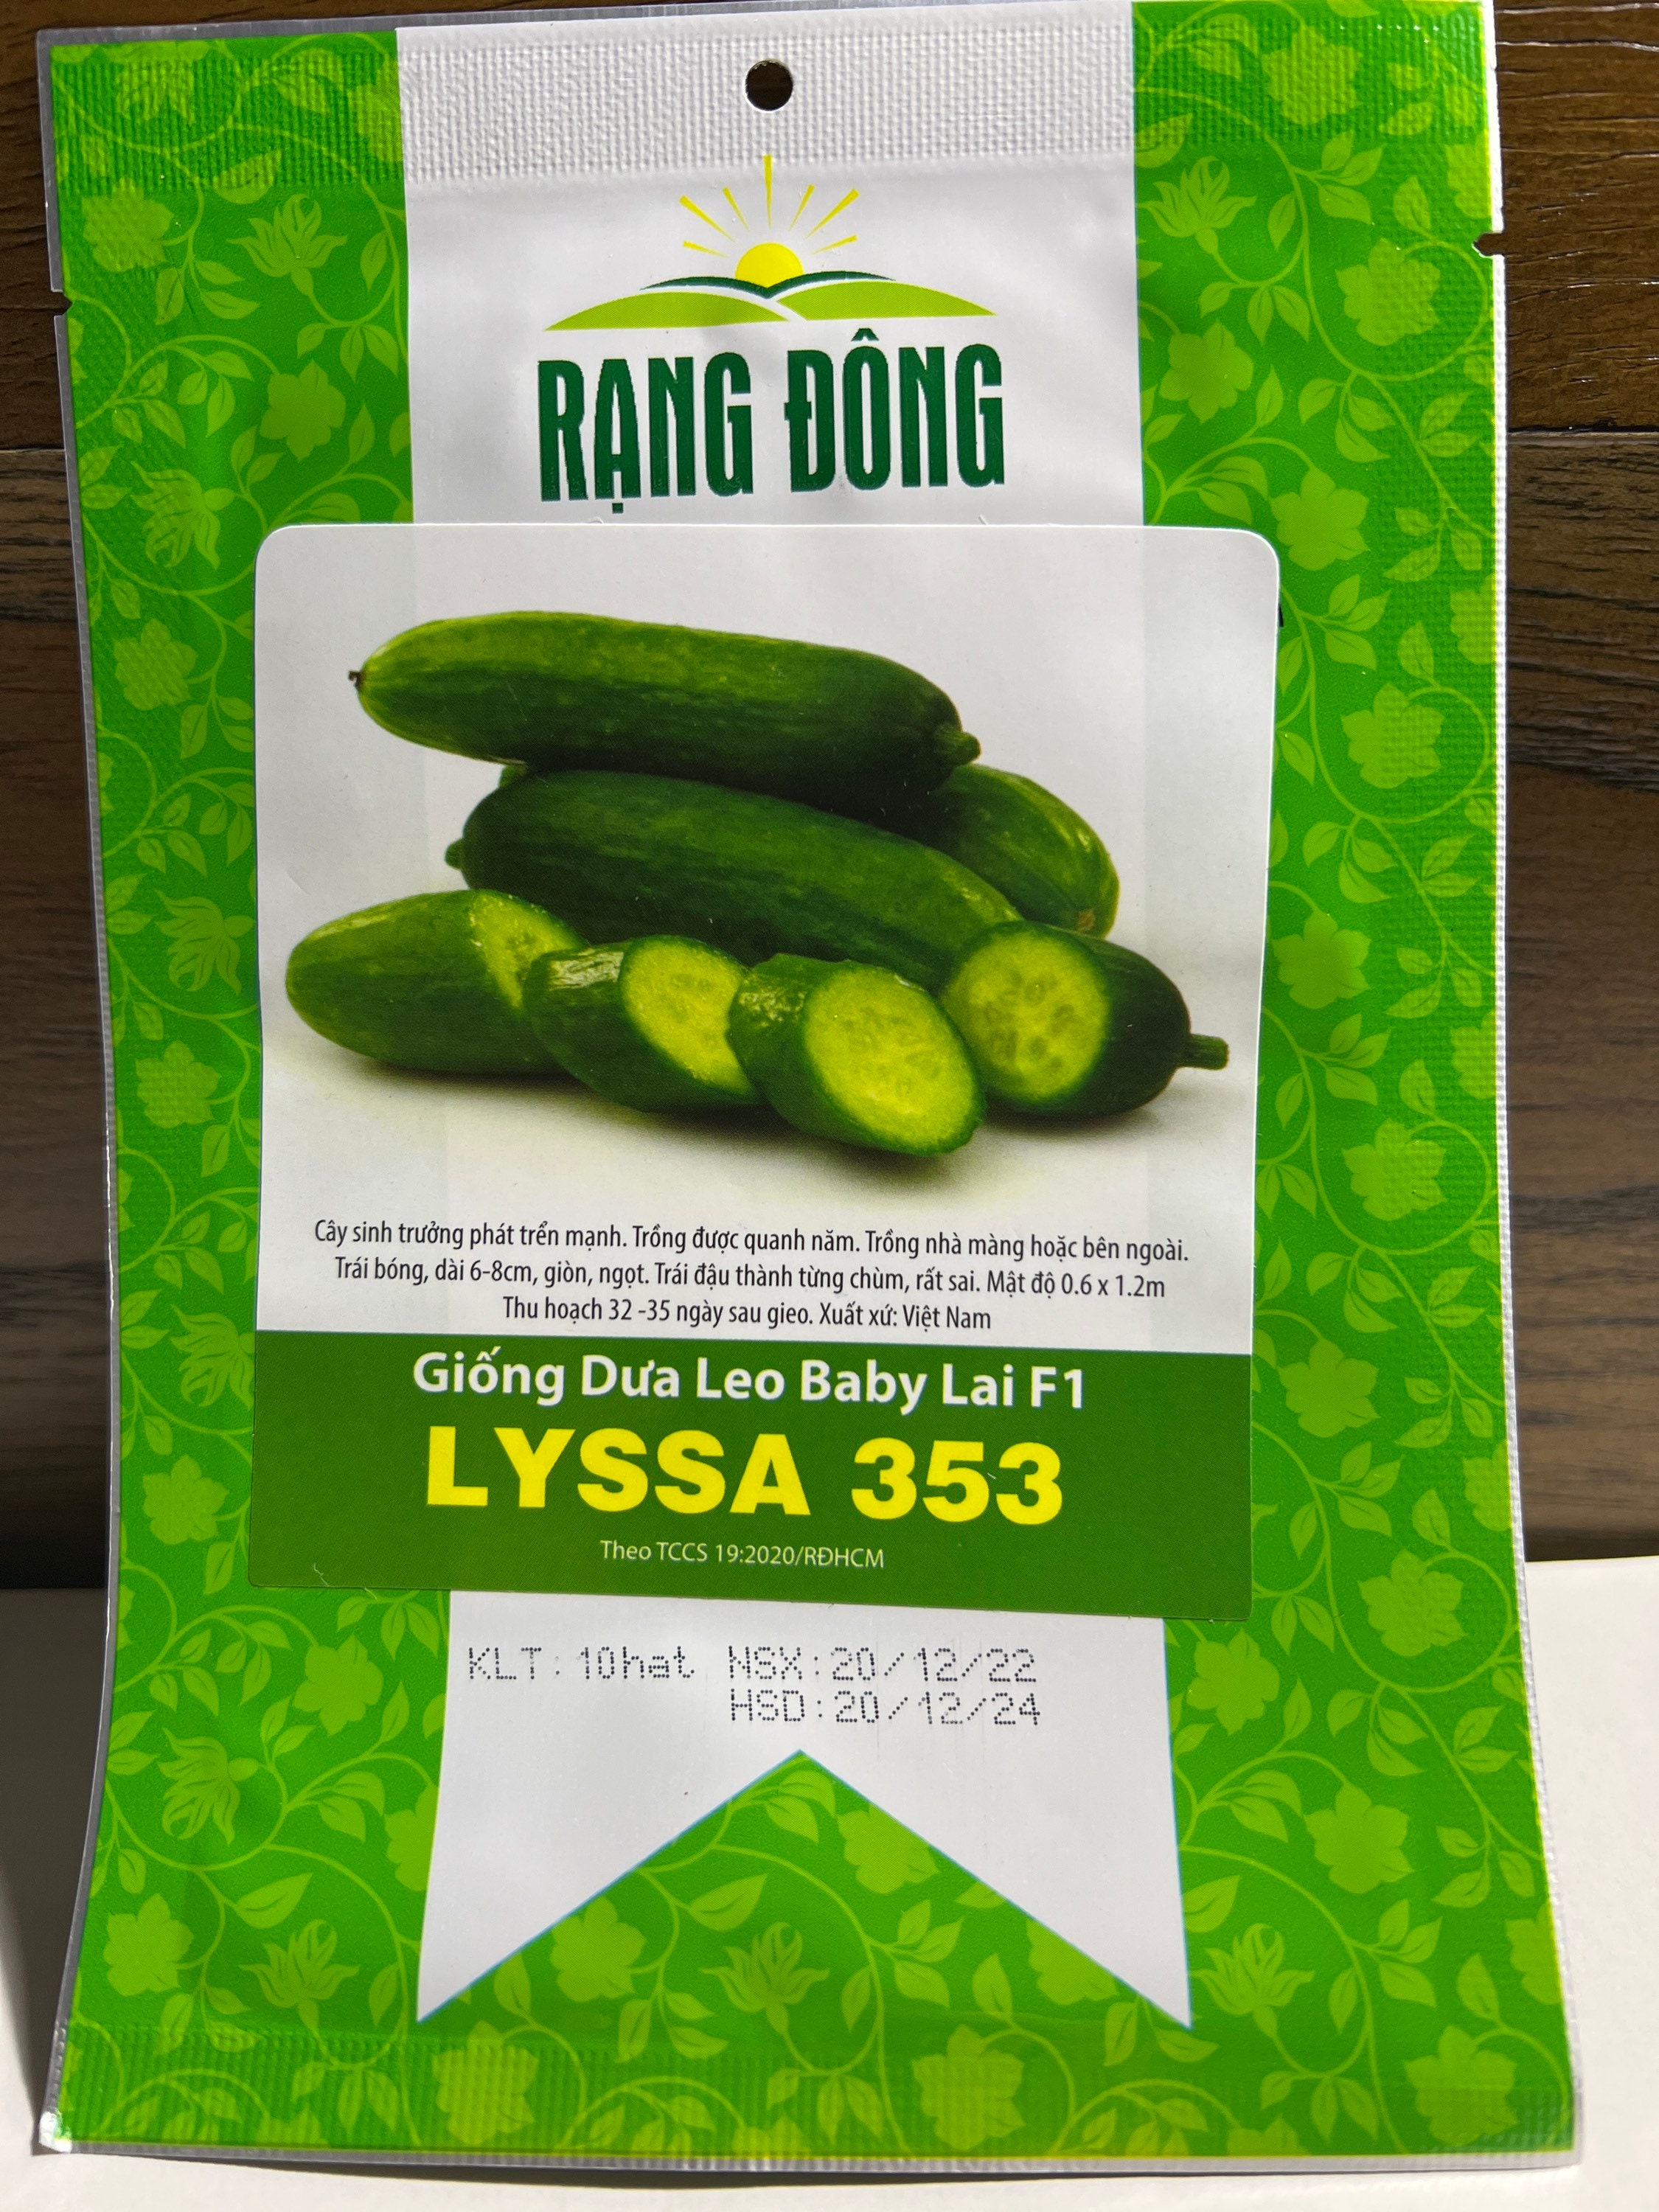 RẠNG ĐÔNG
Cây sinh trưởng phát trển mạnh. Trồng được quanh năm. Trồng nhà màng hoặc bên ngoài.
Trái bóng, dài 6-8cm, giòn, ngọt. Trái đậu thành từng chùm, rất sai. Mật độ 0.6 x 1.2m
Thu hoạch 32 -35 ngày sau gieo. Xuất xứ: Việt Nam
Giống Dưa Leo Baby Lai F1
LYSSA 353
Theo TCCS 19:2020/RĐHCM
KLT: 10hat NSX:20/12/22
HSD:20/12/24